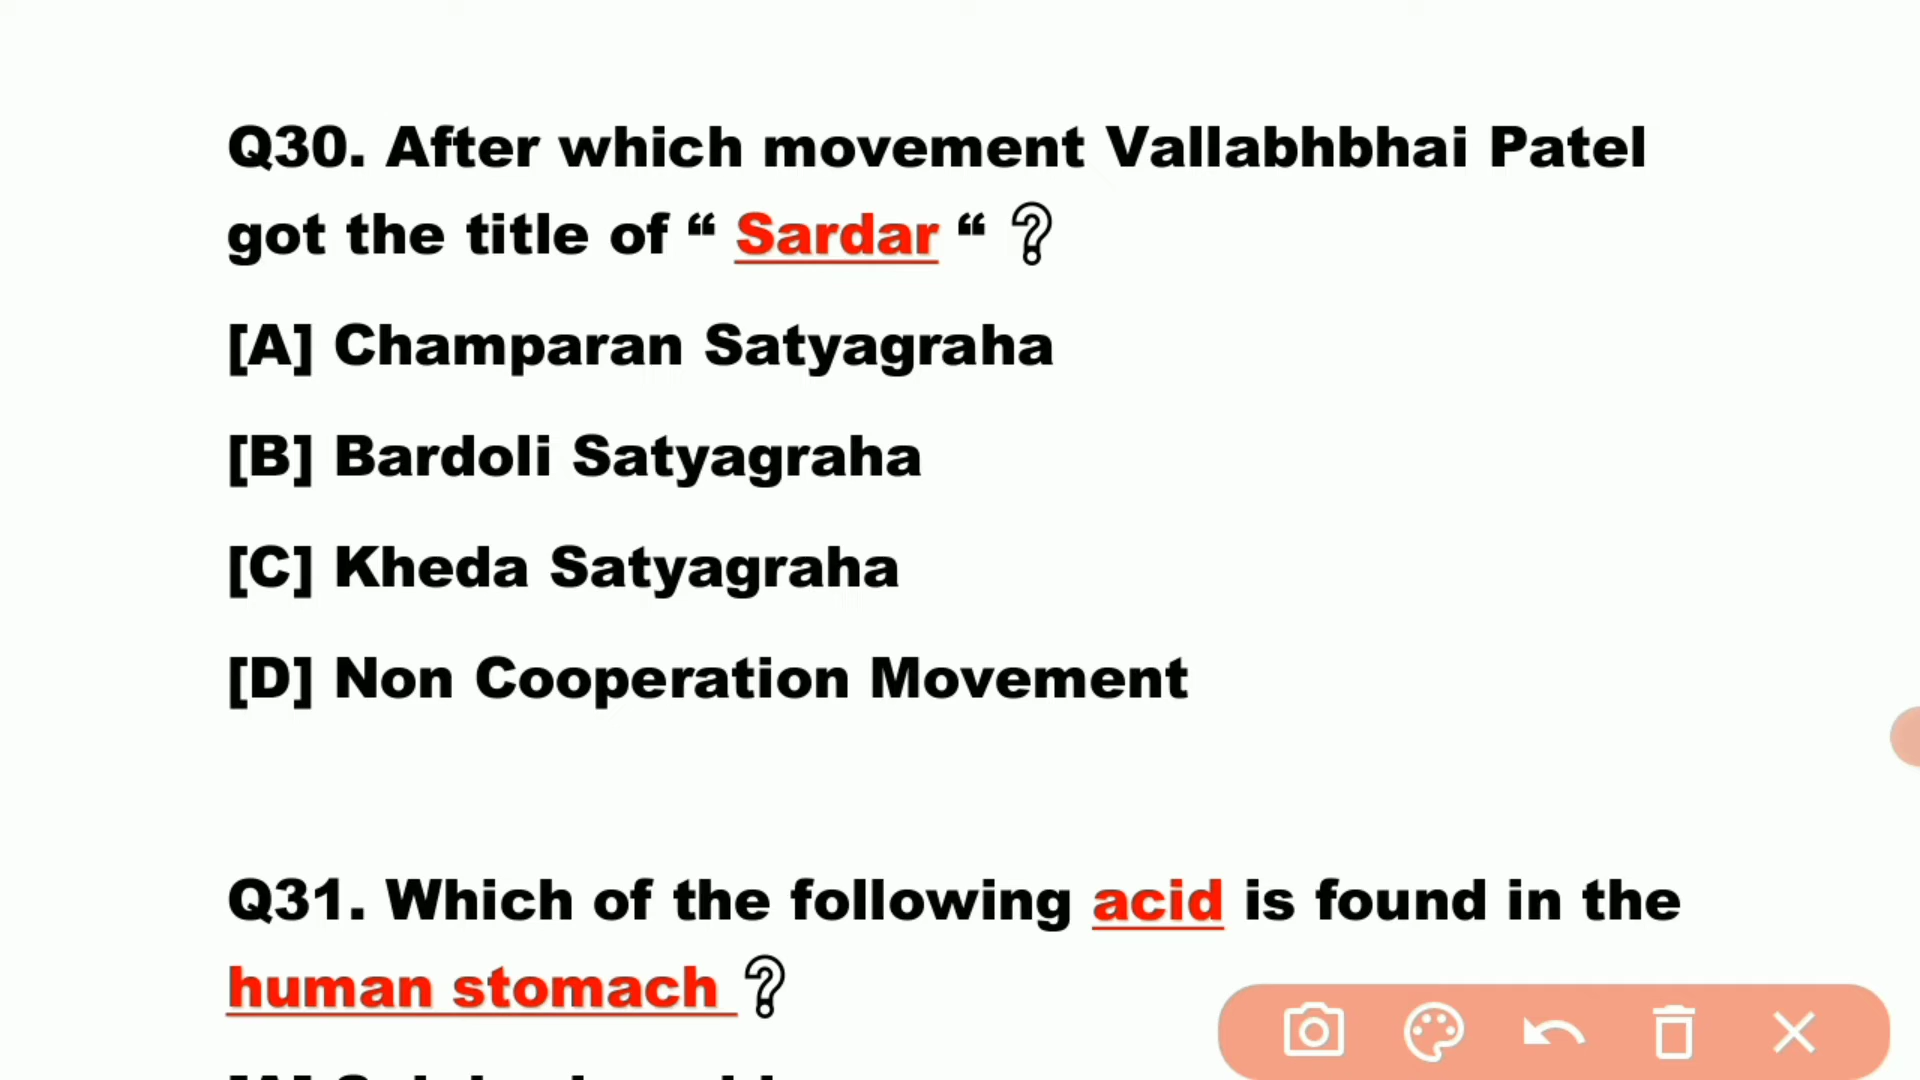 Q30. After which movement Vallabhbhai Patel
got the title of “ Sardar “ ?
[A] Champaran Satyagraha
[B] Bardoli Satyagraha
[C] Kheda Satyagraha
[D] Non Cooperation Movement
Q31. Which of the following acid is found in the
human stomach ?